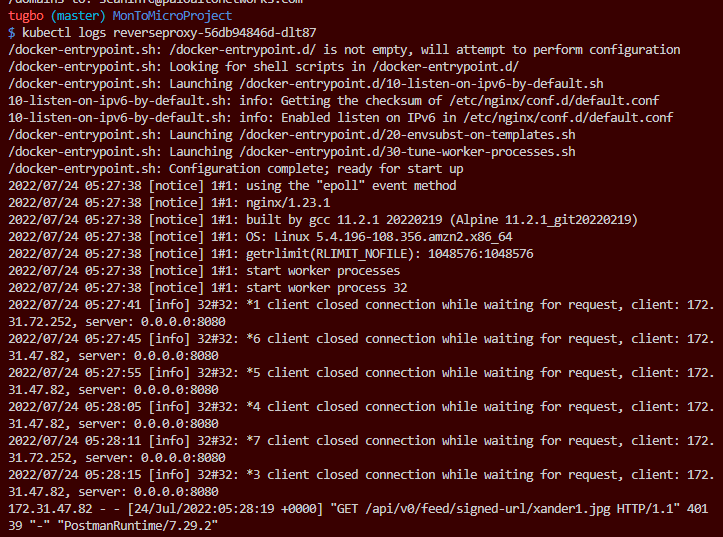 /domains to: scaninfo@paloaltonetworks.com
tugbo (master) MonToMicroProject
$ kubectl logs reverseproxy-56db94846d-dlt87
/docker-entrypoint.sh: /docker-entrypoint.d/ is not empty, will attempt to perform configuration
/docker-entrypoint.sh: Looking for shell scripts in /docker-entrypoint.d/
/docker-entrypoint.sh: Launching /docker-entrypoint.d/10-listen-on-ipv6-by-default.sh
10-listen-on-ipv6-by-default.sh: info: Getting the checksum of /etc/nginx/conf.d/default.conf
10-listen-on-ipv6-by-default.sh: info: Enabled listen on IPv6 in /etc/nginx/conf.d/default.conf
/docker-entrypoint.sh: Launching /docker-entrypoint.d/20-envsubst-on-templates.sh
/docker-entrypoint.sh: Launching /docker-entrypoint.d/30-tune-worker-processes.sh
/docker-entrypoint.sh: Configuration complete; ready for start up
2022/07/24 05:27:38 [notice] 1#1: using the "epoll" event method
2022/07/24 05:27:38 [notice] 1#1: nginx/1.23.1
2022/07/24 05:27:38 [notice] 1#1: built by gcc 11.2.1 20220219 (Alpine 11.2.1_git20220219)
2022/07/24 05:27:38 [notice] 1#1: OS: Linux 5.4.196-108.356.amzn2.x86_64
2022/07/24 05:27:38 [notice] 1#1: getrlimit(RLIMIT_NOFILE): 1048576:1048576
2022/07/24 05:27:38 [notice] 1#1: start worker processes
2022/07/24 05:27:38 [notice] 1#1: start worker process 32
2022/07/24 05:27:41 [info] 32#32: *1 client closed connection while waiting for request, client: 172.
31.72.252, server: 0.0.0.0:8080
2022/07/24 05:27:45 [info] 32#32: *6 client closed connection while waiting for request, client: 172.
31.47.82, server: 0.0.0.0:8080
2022/07/24 05:27:55 [info] 32#32: *5 client closed connection while waiting for request, client: 172.
31.47.82, server: 0.0.0.0:8080
2022/07/24 05:28:05 [info] 32#32: *4 client closed connection while waiting for request, client: 172.
31.47.82, server: 0.0.0.0:8080
2022/07/24 05:28:11 [info] 32#32: *7 client closed connection while waiting for request, client: 172.
31.72.252, server: 0.0.0.0:8080
2022/07/24 05:28:15 [info] 32#32: *3 client closed connection while waiting for request, client: 172.
31.47.82, server: 0.0.0.0:8080
172.31.47.82 - - [24/Jul/2022:05:28:19 +0000] "GET /api/v0/feed/signed-url/xander1.jpg HTTP/1.1" 401
39 "-" "PostmanRuntime/7.29.2"